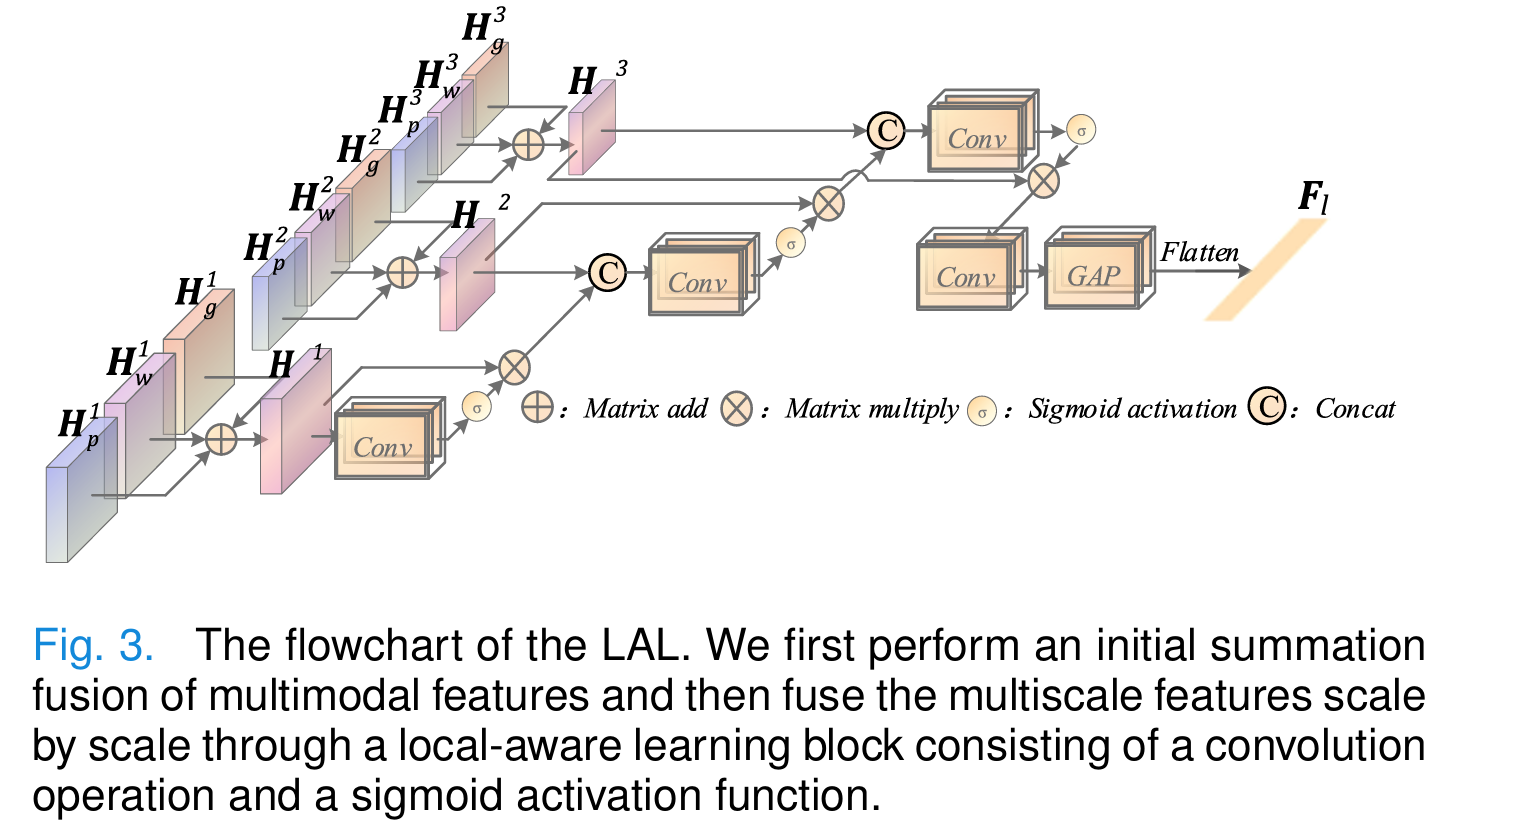 H_g^3
H_w^3
H_p^3
H^3
H_g^2
H_w^2
H_p^2
H^2
H_g^1
H_w^1
H_p^1
H^1
C
Conv
σ
F_l
C
Conv
σ
Conv
GAP
Flatten
Conv
σ
: Matrix add : Matrix multiply σ : Sigmoid activation C : Concat
Fig. 3. The flowchart of the LAL. We first perform an initial summation
fusion of multimodal features and then fuse the multiscale features scale
by scale through a local-aware learning block consisting of a convolution
operation and a sigmoid activation function.